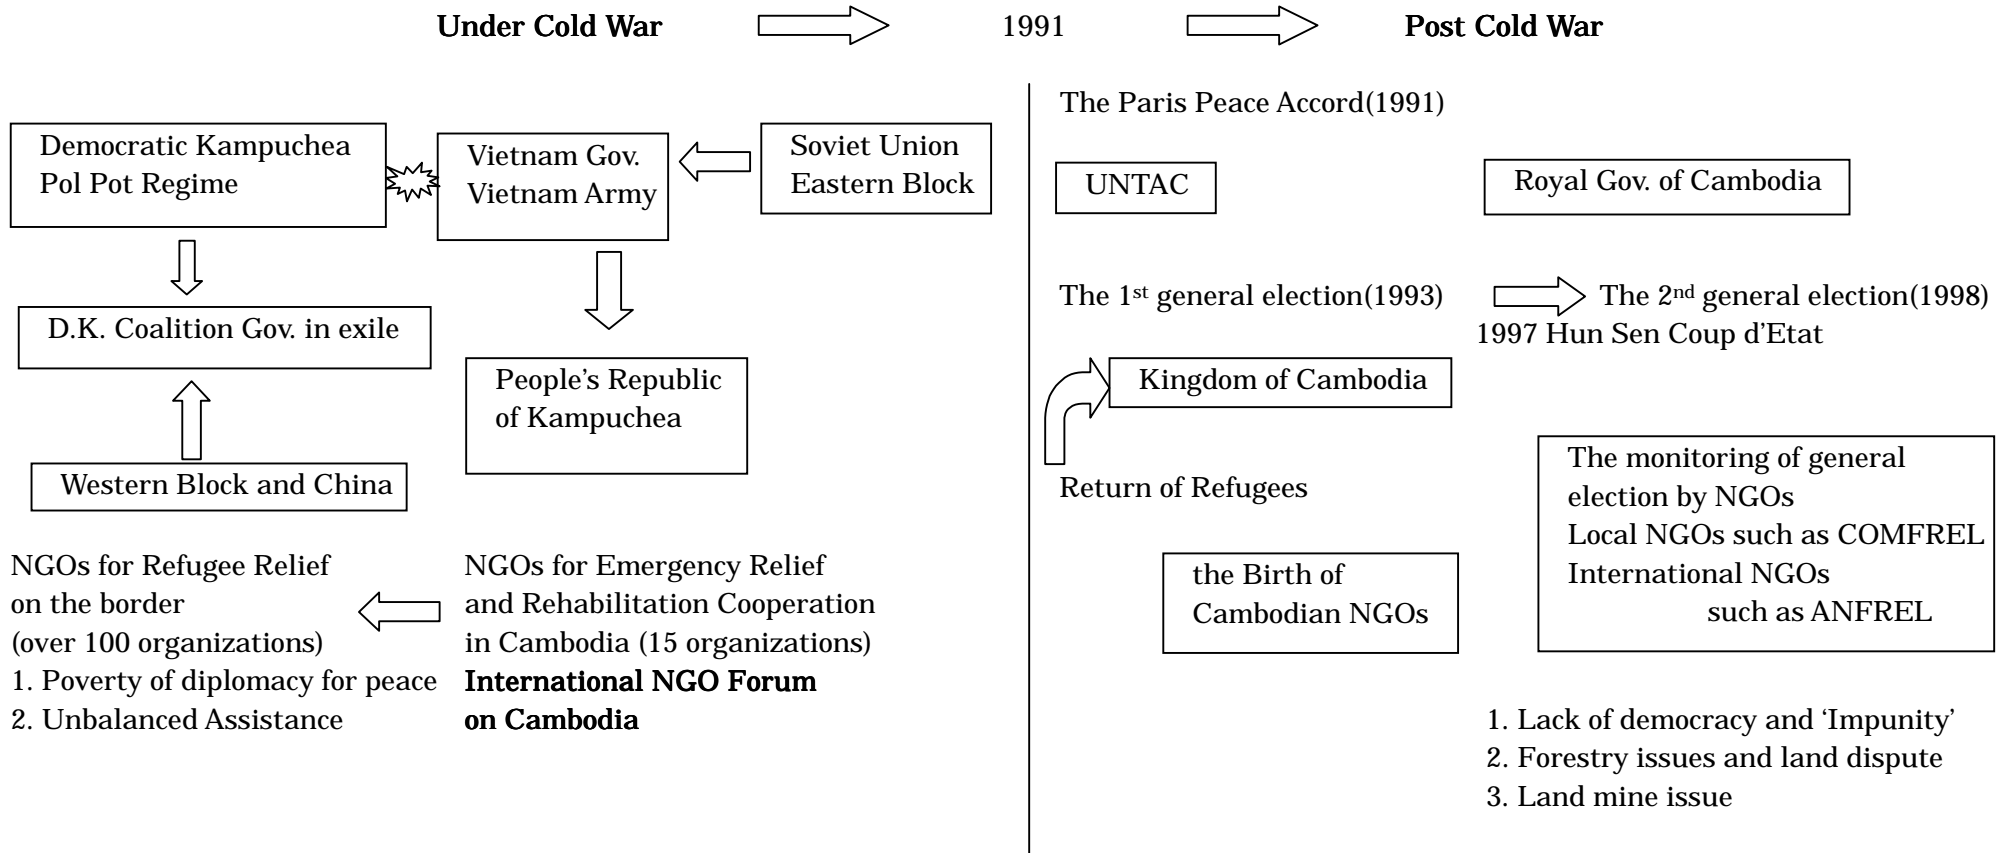 Under Cold War
1991
Post Cold War
Democratic Kampuchea
Pol Pot Regime
Vietnam Gov.
Vietnam Army
Soviet Union
Eastern Block
D.K. Coalition Gov. in exile
People's Republic
of Kampuchea
Western Block and China
NGOs for Refugee Relief
on the border
(over 100 organizations)
1. Poverty of diplomacy for peace
2. Unbalanced Assistance
NGOs for Emergency Relief
and Rehabilitation Cooperation
in Cambodia (15 organizations)
International NGO Forum
on Cambodia
The Paris Peace Accord(1991)
UNTAC
Royal Gov. of Cambodia
The 1st general election(1993)
The 2nd general election(1998)
1997 Hun Sen Coup d'Etat
Kingdom of Cambodia
Return of Refugees
the Birth of
Cambodian NGOs
The monitoring of general
election by NGOs
Local NGOs such as COMFREL
International NGOs
such as ANFREL
1. Lack of democracy and ‘Impunity’
2. Forestry issues and land dispute
3. Land mine issue